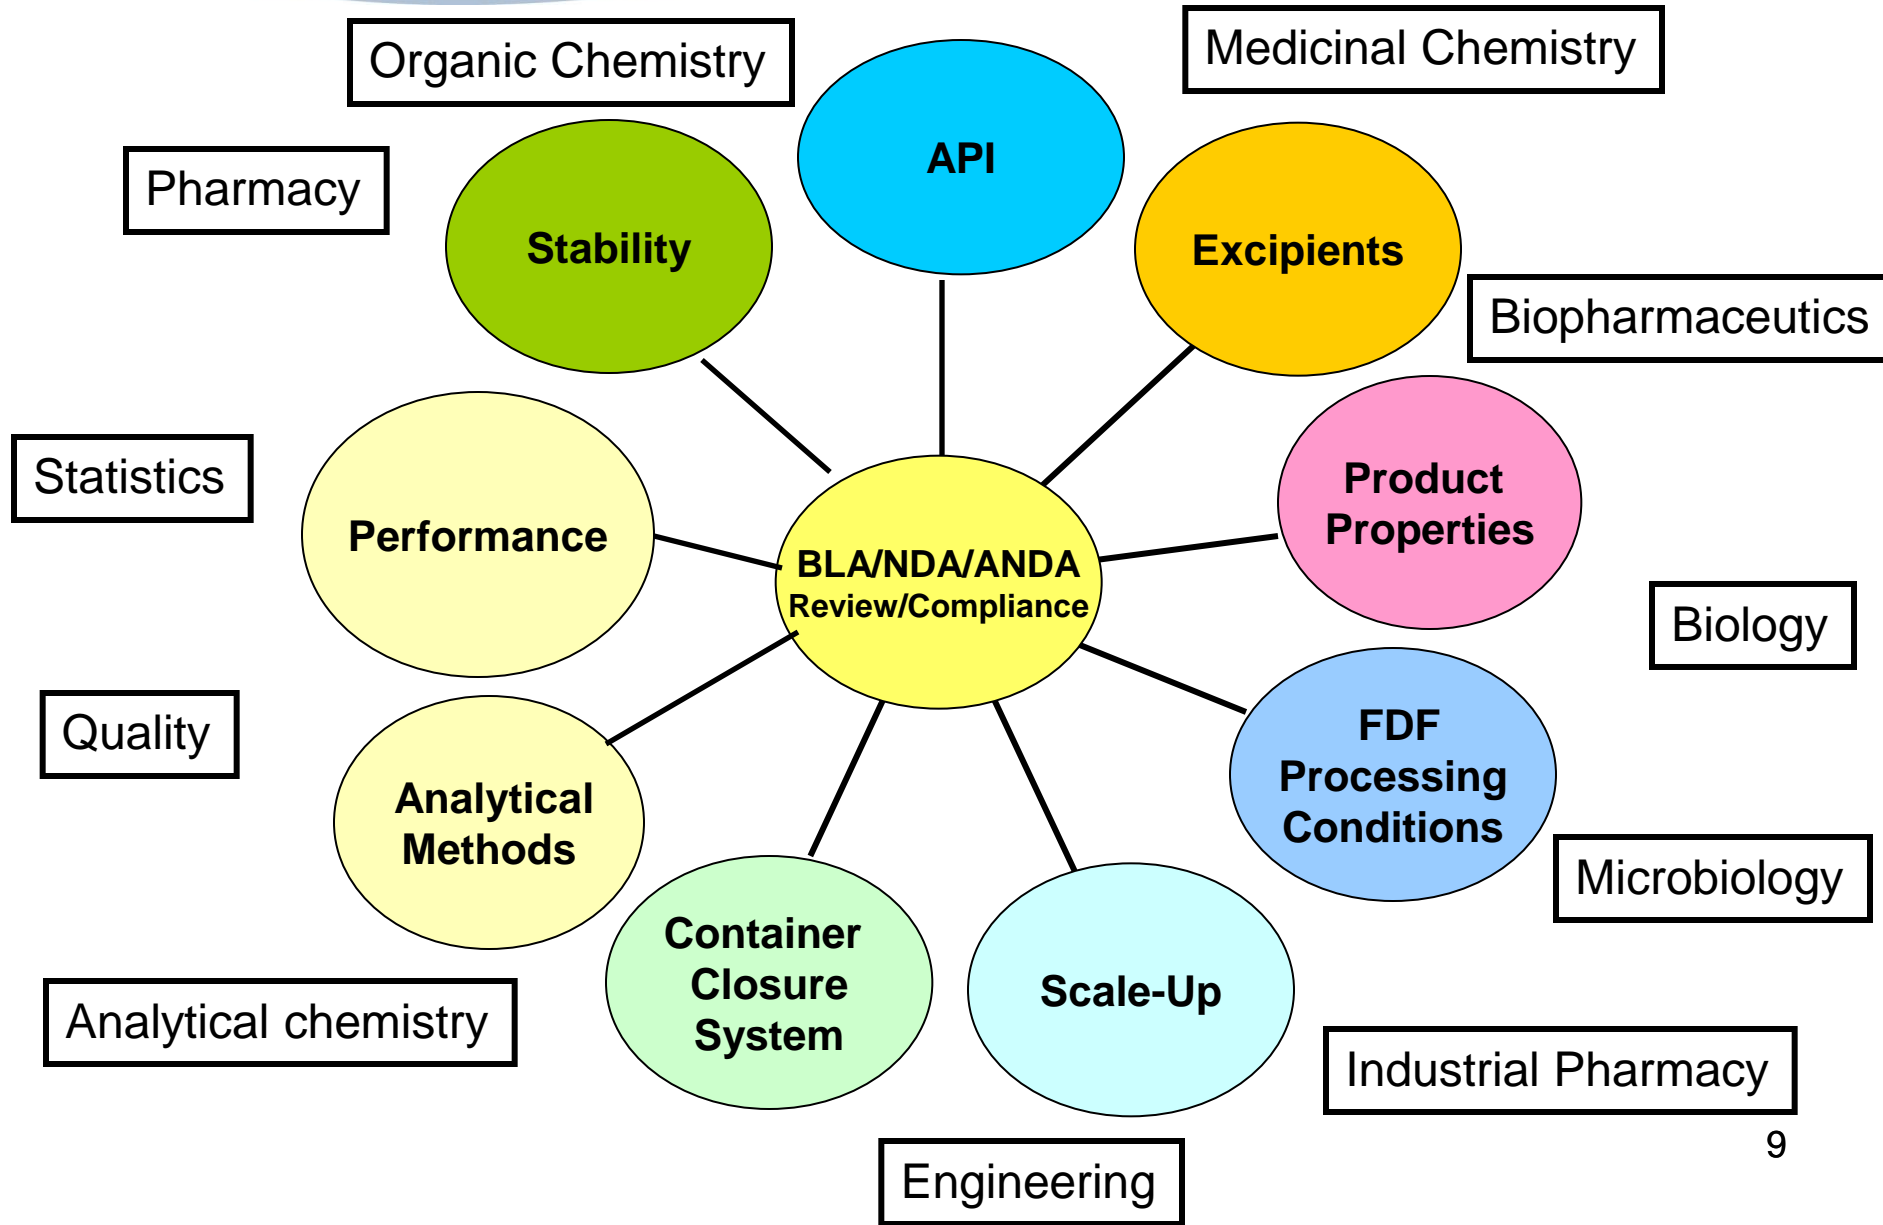 Organic Chemistry
Medicinal Chemistry
API
Pharmacy
Stability
Excipients
Biopharmaceutics
Statistics
Performance
Product
Properties
BLA/NDA/ANDA
Review/Compliance
Biology
Quality
Analytical
Methods
FDF
Processing
Conditions
Microbiology
Container
Closure
System
Scale-Up
Analytical chemistry
Industrial Pharmacy
Engineering
9